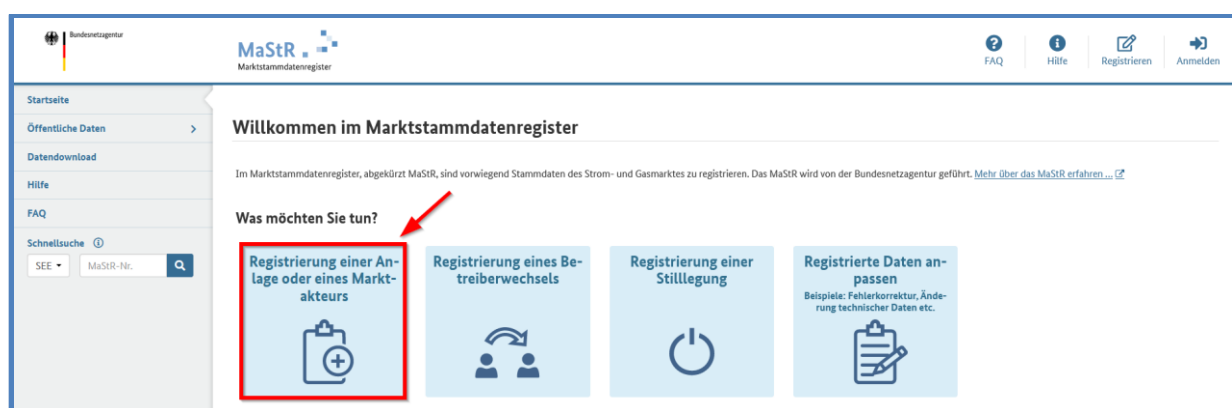 Bundesnetzagentur
MaStR
Marktstammdatenregister
FAQ
Hilfe
Registrieren
Anmelden
Startseite
Öffentliche Daten
Datendownload
Hilfe
FAQ
Schnellsuche
SEE
MaStR-Nr.
Willkommen im Marktstammdatenregister
Im Marktstammdatenregister, abgekürzt MaStR, sind vorwiegend Stammdaten des Strom- und Gasmarktes zu registrieren. Das MaStR wird von der Bundesnetzagentur geführt. Mehr über das MaStR erfahren ...
Was möchten Sie tun?
Registrierung einer An-
lage oder eines Markt-
akteurs
Registrierung eines Be-
treiberwechsels
Registrierung einer
Stilllegung
Registrierte Daten an-
passen
Beispiele: Fehlerkorrektur, Ände-
rung technischer Daten etc.